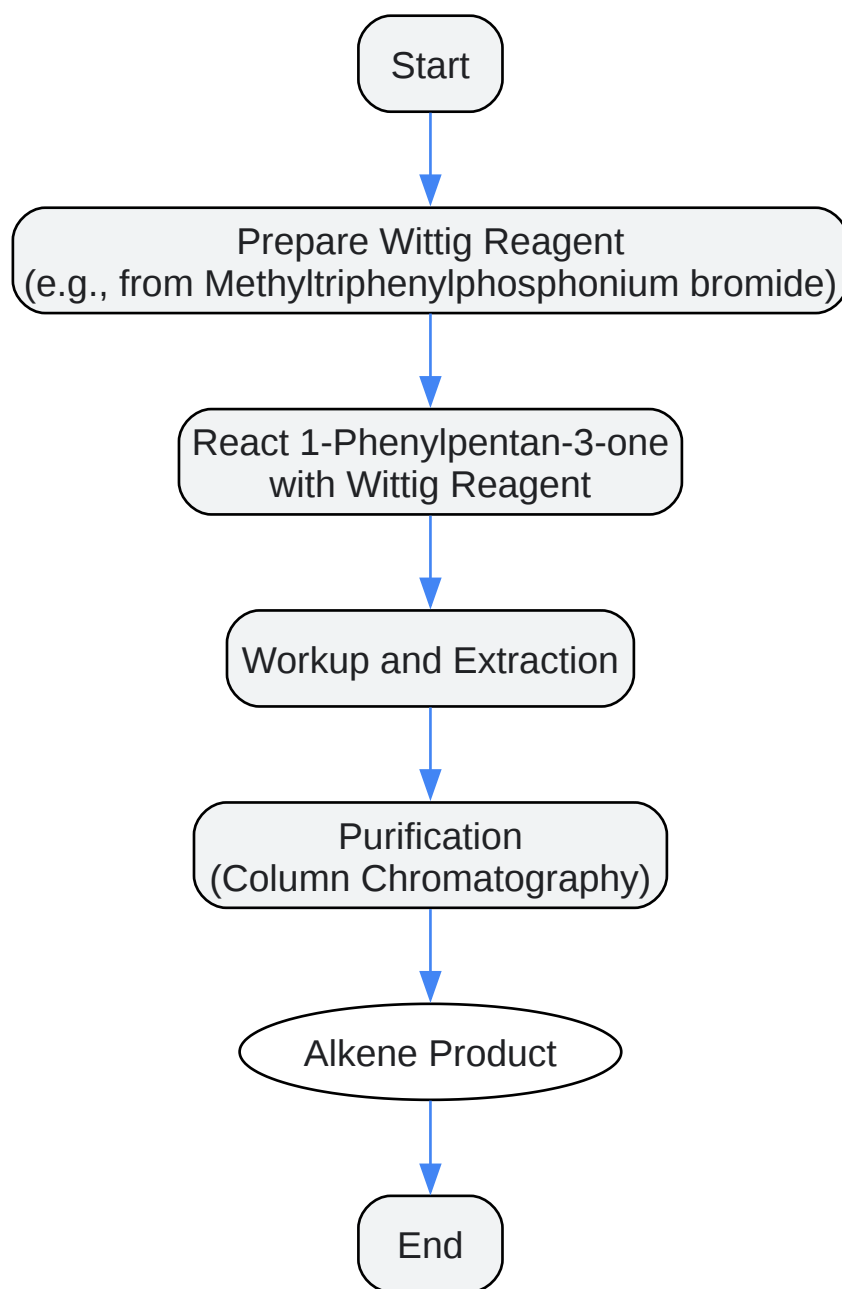 Start
Prepare Wittig Reagent
(e.g., from Methyltriphenylphosphonium bromide)
React 1-Phenylpentan-3-one
with Wittig Reagent
Workup and Extraction
Purification
(Column Chromatography)
Alkene Product
End